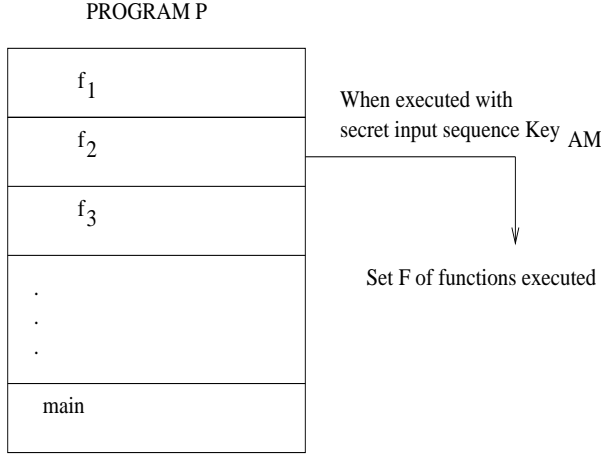 PROGRAM P
f1
f2
f3
.
.
.
main
When executed with
secret input sequence Key AM
Set F of functions executed